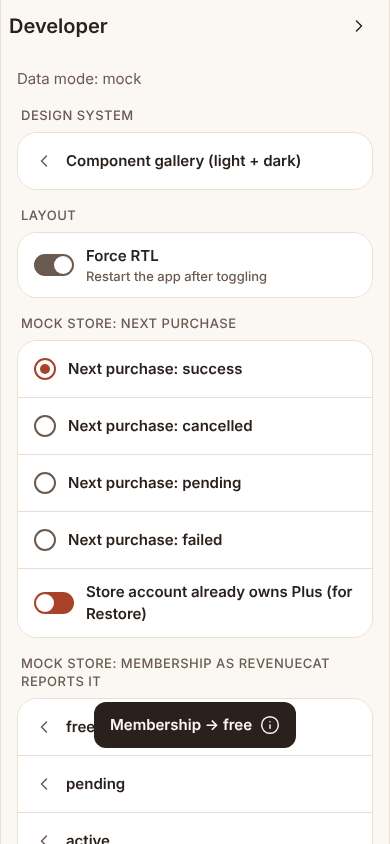 Developer
Data mode: mock
DESIGN SYSTEM
Component gallery (light + dark)
LAYOUT
Force RTL
Restart the app after toggling
MOCK STORE: NEXT PURCHASE
Next purchase: success
Next purchase: cancelled
Next purchase: pending
Next purchase: failed
Store account already owns Plus (for
Restore)
MOCK STORE: MEMBERSHIP AS REVENUECAT
REPORTS IT
free
Membership → free
pending
active